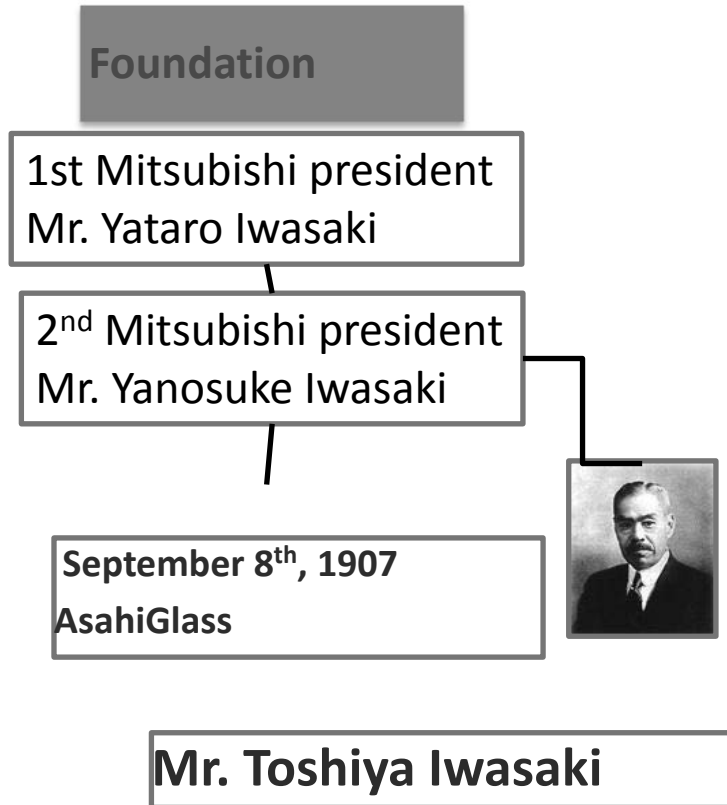 Foundation
1st Mitsubishi president
Mr. Yataro Iwasaki
2nd Mitsubishi president
Mr. Yanosuke Iwasaki
September 8th, 1907
AsahiGlass
Mr. Toshiya Iwasaki